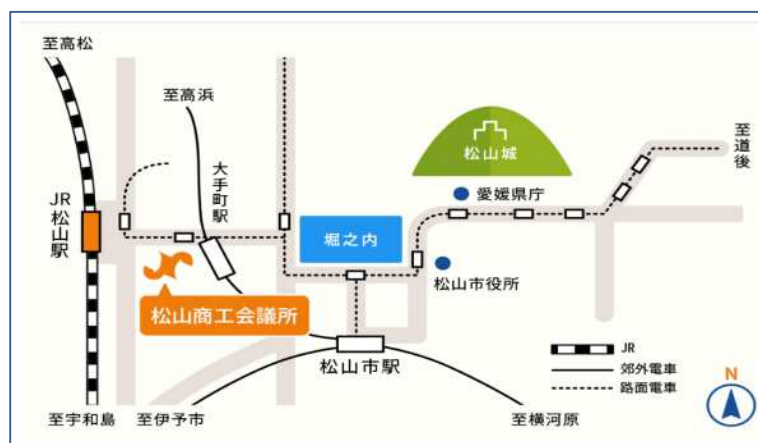 至高松
至高浜
大手町駅
JR
松山駅
松山城
至道後
愛媛県庁
堀之内
松山市役所
松山商工会議所
松山市駅
JR
郊外電車
路面電車
N
至宇和島
至伊予市
至横河原